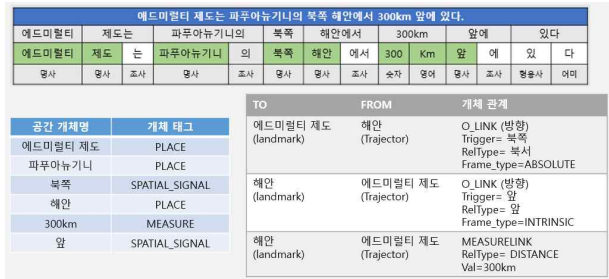 에드미럴티 제도는 파푸아뉴기니의 북쪽 해안에서 300km 앞에 있다.
에드미럴티 제도는 파푸아뉴기니의 북쪽 해안에서 300km 앞에 있다
에드미럴티 제도 는 파푸아뉴기니 의 북쪽 해안 에서 300 Km 앞 에 있 다
명사 명사 조사 명사 조사 명사 명사 조사 숫자 영어 명사 조사 형용사 어미
공간 개체명 개체 태그
에드미럴티 제도 PLACE
파푸아뉴기니 PLACE
북쪽 SPATIAL_SIGNAL
해안 PLACE
300km MEASURE
앞 SPATIAL_SIGNAL
TO FROM 개체 관계
에드미럴티 제도 해안 O_LINK (방향)
(landmark) (Trajector) Trigger= 북쪽
RelType= 북서
Frame_type=ABSOLUTE
해안 에드미럴티 제도 O_LINK (방향)
(landmark) (Trajector) Trigger= 앞
RelType= 앞
Frame_type=INTRINSIC
해안 에드미럴티 제도 MEASURELINK
(landmark) (Trajector) RelType= DISTANCE
Val=300km